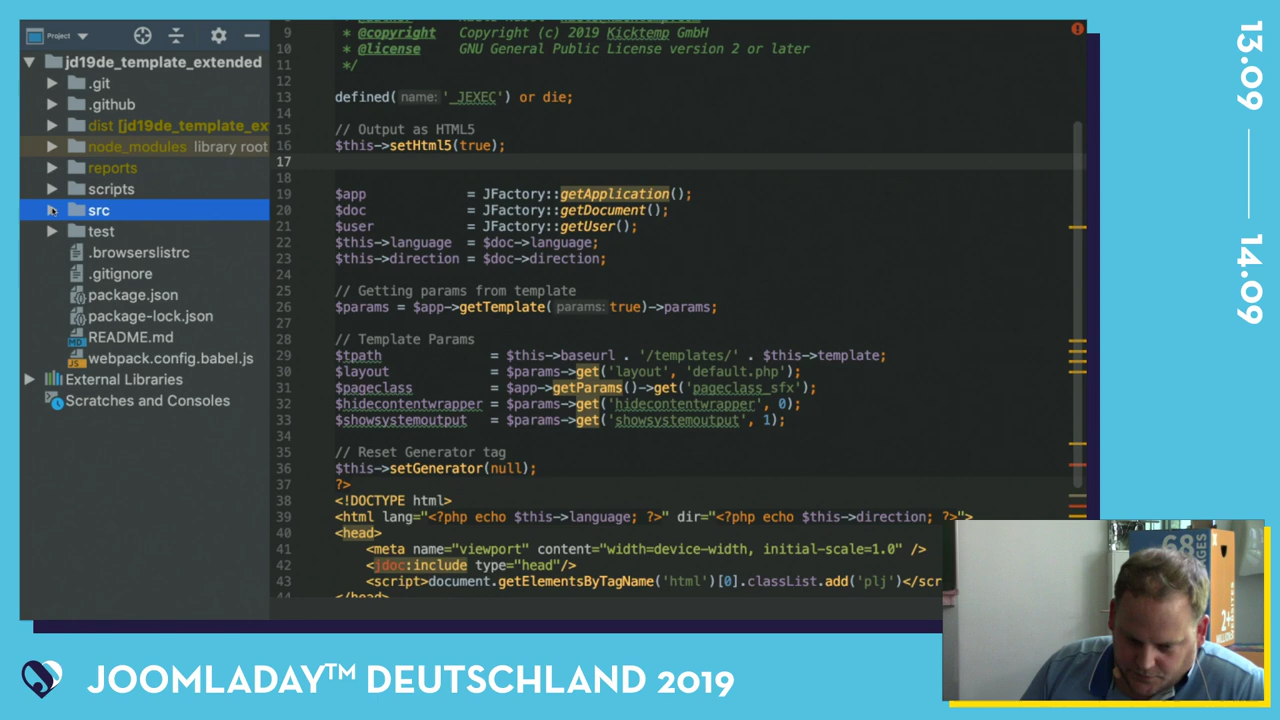 Project
jd19de_template_extended
.git
.github
dist [jd19de_template_ex
node_modules library root
reports
scripts
src
test
.browserslistrc
.gitignore
package.json
package-lock.json
README.md
webpack.config.babel.js
External Libraries
Scratches and Consoles
9 * @copyright Copyright (c) 2019 Kicktemp GmbH
10 * @license GNU General Public License version 2 or later
11 */
12
13 defined( name: '_JEXEC') or die;
14
15 // Output as HTML5
16 $this->setHtml5(true);
17
18
19 $app = JFactory::getApplication();
20 $doc = JFactory::getDocument();
21 $user = JFactory::getUser();
22 $this->language = $doc->language;
23 $this->direction = $doc->direction;
24
25 // Getting params from template
26 $params = $app->getTemplate( params: true)->params;
27
28 // Template Params
29 $tpath = $this->baseurl . '/templates/' . $this->template;
30 $layout = $params->get('layout', 'default.php');
31 $pageclass = $app->getParams()->get('pageclass_sfx');
32 $hidecontentwrapper = $params->get('hidecontentwrapper', 0);
33 $showsystemoutput = $params->get('showsystemoutput', 1);
34
35 // Reset Generator tag
36 $this->setGenerator(null);
37 ?>
38 <!DOCTYPE html>
39 <html lang="<?php echo $this->language; ?>" dir="<?php echo $this->direction; ?>">
40 <head>
41 <meta name="viewport" content="width=device-width, initial-scale=1.0" />
42 <jdoc:include type="head"/>
43 <script>document.getElementsByTagName('html')[0].classList.add('plj')</scr
44 </head>
13.09
14.09
68
2+
JOOMLADAY™ DEUTSCHLAND 2019